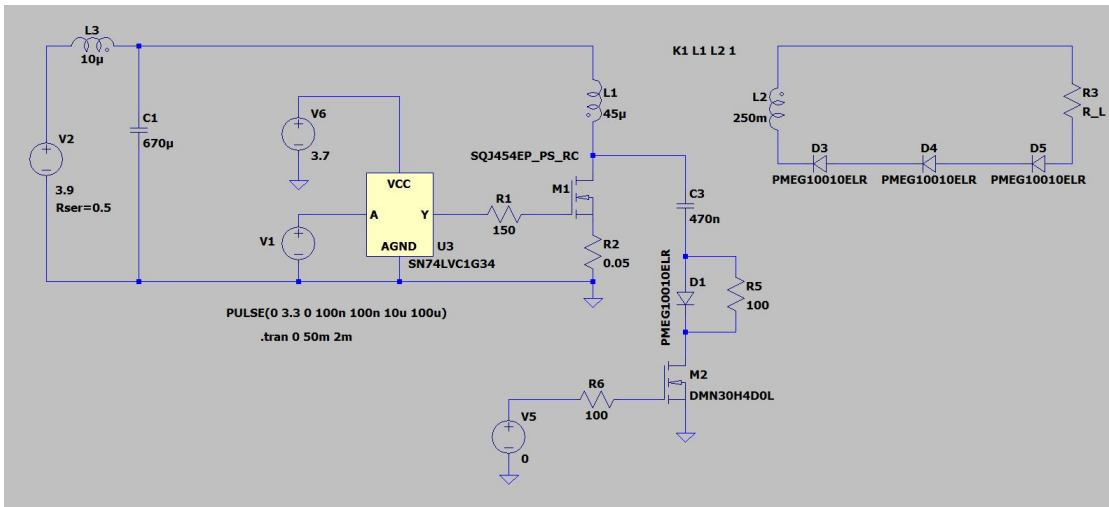 L3
10µ
C1
670µ
V2
3.9
Rser=0.5
V6
3.7
V1
VCC
A
Y
AGND
U3
SN74LVC1G34
R1
150
SQJ454EP_PS_RC
M1
L1
45µ
R2
0.05
PULSE(0 3.3 0 100n 100n 10u 100u)
.tran 0 50m 2m
C3
470n
D1
PMEG10010ELR
R5
100
M2
DMN30H4D0L
R6
100
V5
0
K1 L1 L2 1
L2
250m
R3
R_L
D3
PMEG10010ELR
D4
PMEG10010ELR
D5
PMEG10010ELR